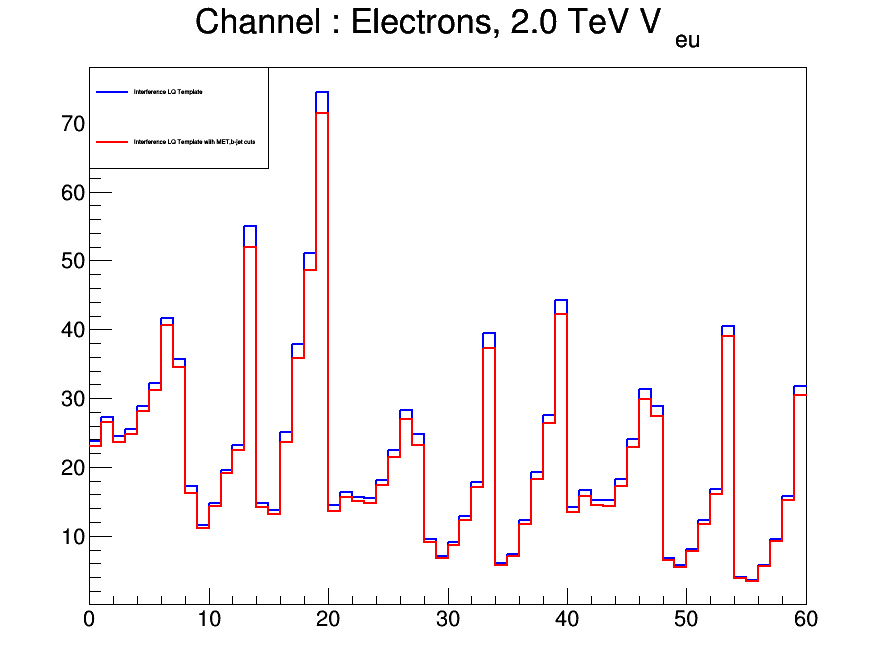 Channel : Electrons, 2.0 TeV V eu
Interference LQ Template
Interference LQ Template with MET,b-jet cuts
70
60
50
40
30
20
10
0 10 20 30 40 50 60